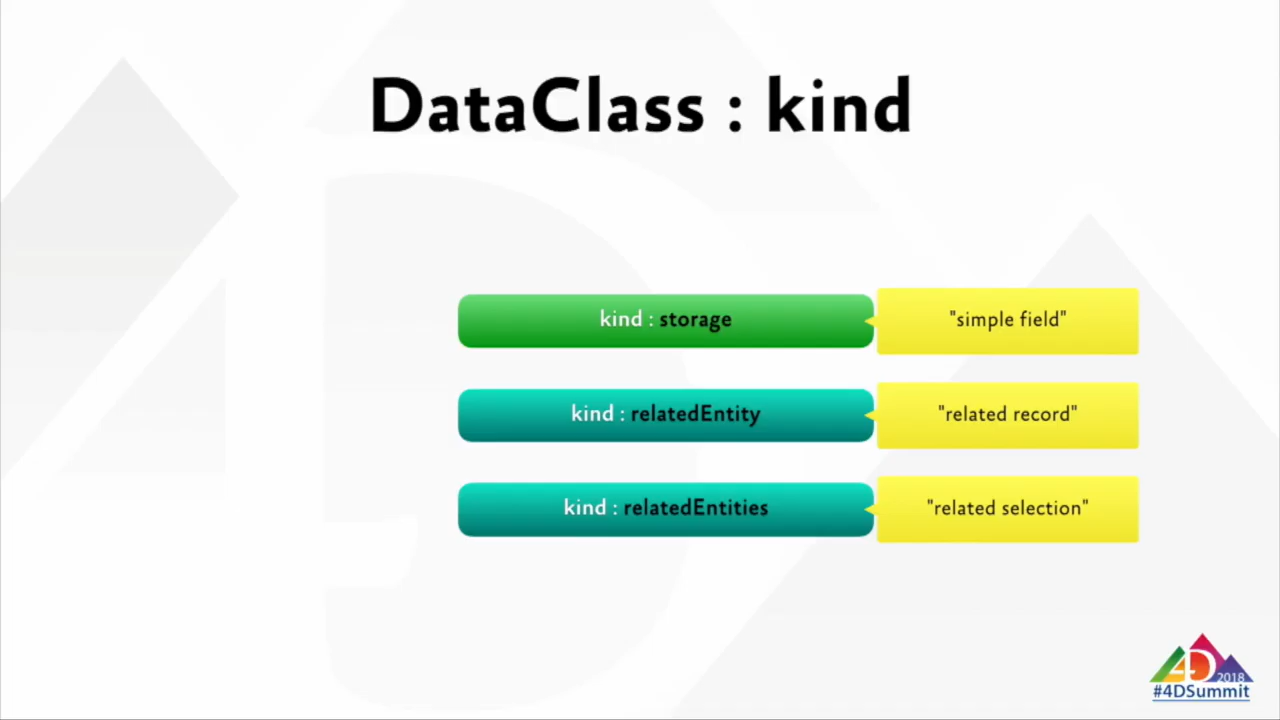 DataClass : kind
kind : storage
"simple field"
kind : relatedEntity
"related record"
kind : relatedEntities
"related selection"
4D
2018
#4DSummit